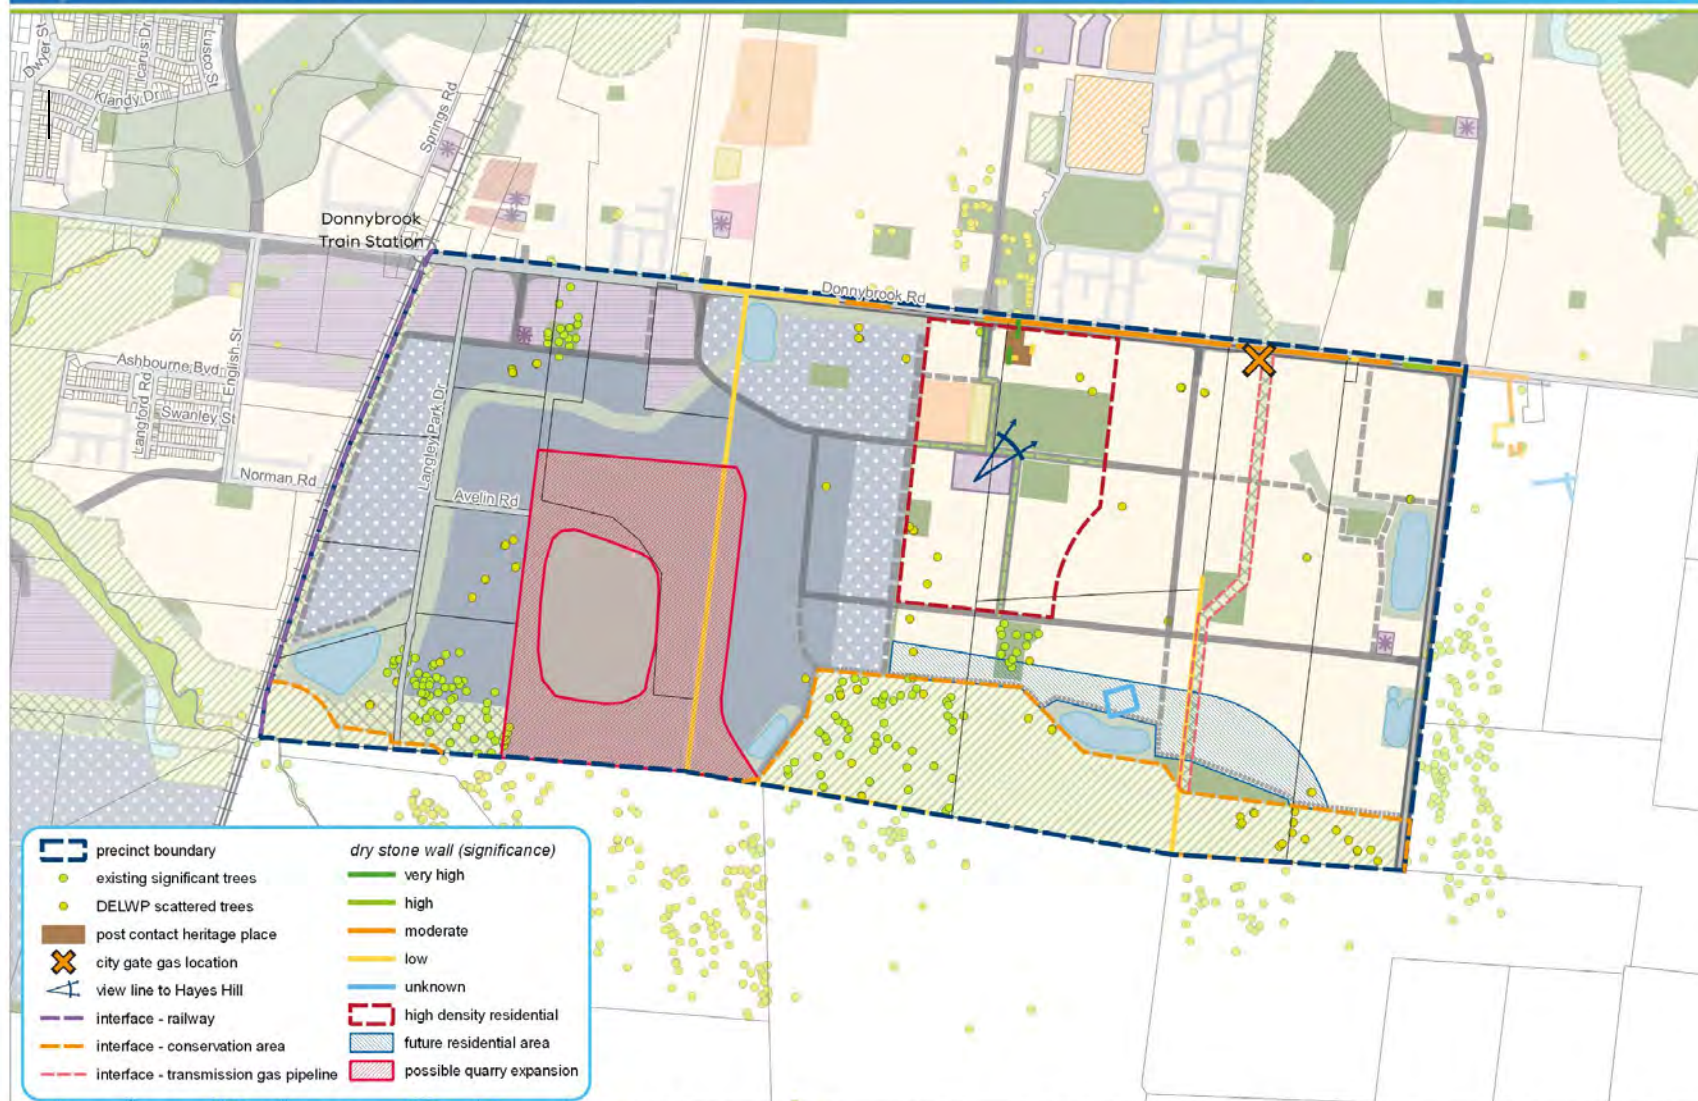 Dwyer St
Icarus Dr
Lusco St
Klandy Dr
Springs Rd
Donnybrook
Train Station
Donnybrook Rd
English St
Ashbourne Bvd
Langford Rd
Swanley St
Langley Park Dr
Norman Rd
Avelin Rd
precinct boundary
existing significant trees
DELWP scattered trees
post contact heritage place
city gate gas location
view line to Hayes Hill
interface - railway
interface - conservation area
interface - transmission gas pipeline
dry stone wall (significance)
very high
high
moderate
low
unknown
high density residential
future residential area
possible quarry expansion